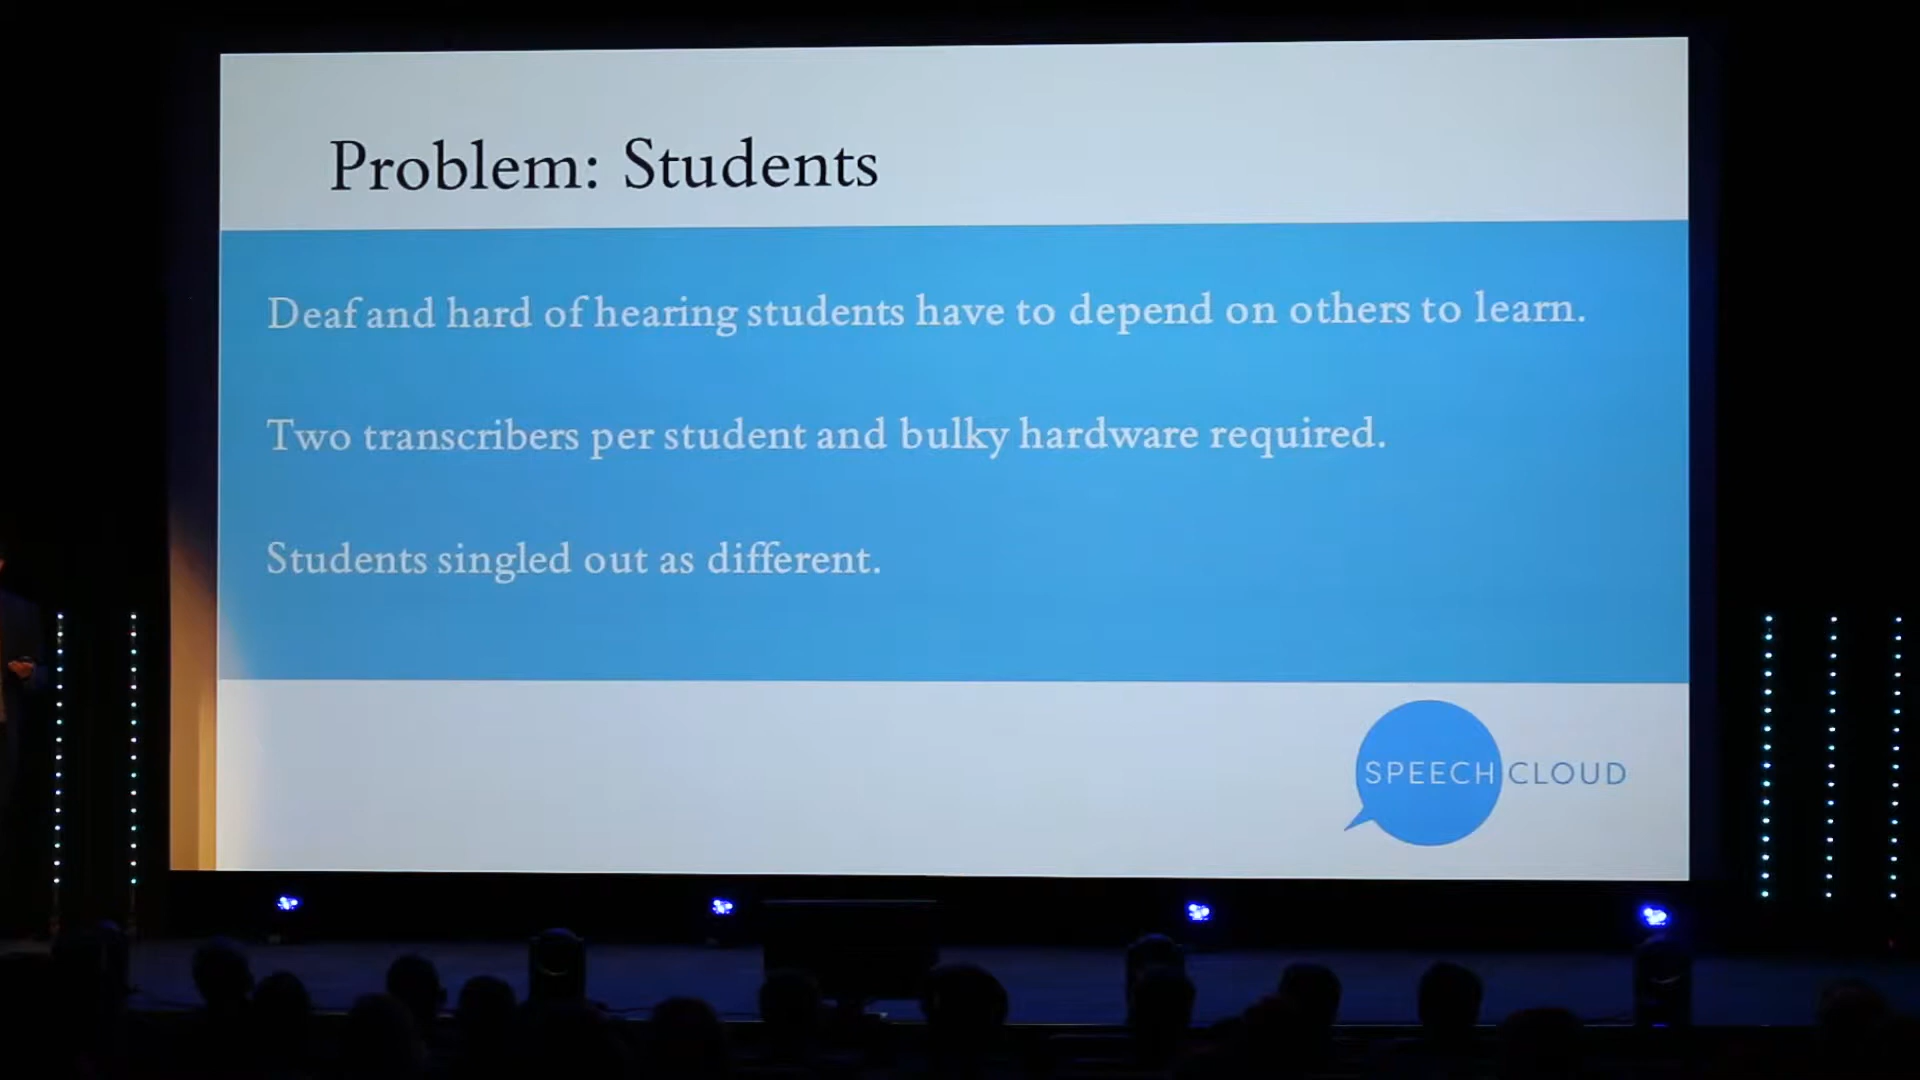 Problem: Students
Deaf and hard of hearing students have to depend on others to learn.
Two transcribers per student and bulky hardware required.
Students singled out as different.
SPEECH CLOUD